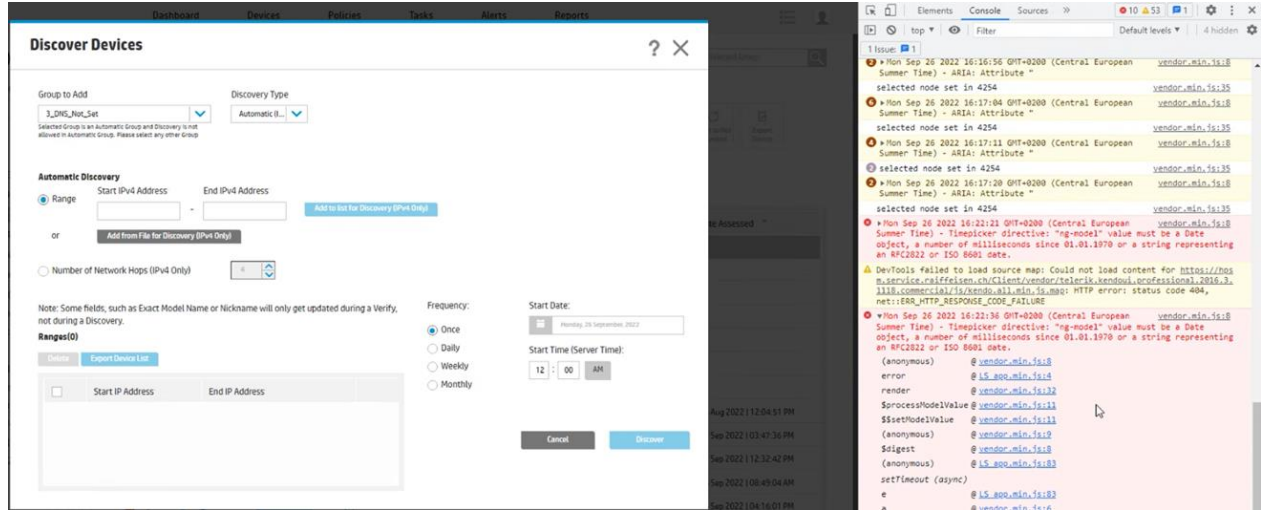 Dashboard Devices Policies Tasks Alerts Reports
Discover Devices
? ×
Group to Add
Discovery Type
3_DNS_Not_Set
Automatic (I...
Selected Group is an Automatic Group and Discovery is not
allowed in Automatic Group. Please select any other Group
Automatic Discovery
Range
Start IPv4 Address
End IPv4 Address
-
Add to list for Discovery (IPv4 Only)
or
Add from File for Discovery (IPv4 Only)
Number of Network Hops (IPv4 Only)
4
Note: Some fields, such as Exact Model Name or Nickname will only get updated during a Verify,
not during a Discovery.
Ranges(0)
Delete
Export Device List
Start IP Address
End IP Address
Frequency:
Once
Daily
Weekly
Monthly
Start Date:
Monday, 26 September, 2022
Start Time (Server Time):
12 : 00 AM
Cancel
Discover
Assessed
Aug 2022 | 12:04:51 PM
Sep 2022 | 03:47:36 PM
Sep 2022 | 12:32:42 PM
Sep 2022 | 08:49:04 AM
Sep 2022 | 04:16:01 PM
Elements Console Sources » 10 53 1
top Filter Default levels 4 hidden
1 Issue: 1
2 Mon Sep 26 2022 16:16:56 GMT+0200 (Central European vendor.min.js:8
Summer Time) - ARIA: Attribute "
selected node set in 4254 vendor.min.js:35
6 Mon Sep 26 2022 16:17:04 GMT+0200 (Central European vendor.min.js:8
Summer Time) - ARIA: Attribute "
selected node set in 4254 vendor.min.js:35
Mon Sep 26 2022 16:17:11 GMT+0200 (Central European vendor.min.js:8
Summer Time) - ARIA: Attribute "
selected node set in 4254 vendor.min.js:35
2 Mon Sep 26 2022 16:17:20 GMT+0200 (Central European vendor.min.js:8
Summer Time) - ARIA: Attribute "
selected node set in 4254 vendor.min.js:35
Mon Sep 26 2022 16:22:21 GMT+0200 (Central European vendor.min.js:8
Summer Time) - Timepicker directive: "ng-model" value must be a Date
object, a number of milliseconds since 01.01.1970 or a string representing
an RFC2822 or ISO 8601 date.
DevTools failed to load source map: Could not load content for https://hps
m.service.raiffeisen.ch/Client/vendor/telerik.kendoui.professional.2016.3.
1118.commercial/js/kendo.all.min.js.map: HTTP error: status code 404,
net::ERR_HTTP_RESPONSE_CODE_FAILURE
Mon Sep 26 2022 16:22:36 GMT+0200 (Central European vendor.min.js:8
Summer Time) - Timepicker directive: "ng-model" value must be a Date
object, a number of milliseconds since 01.01.1970 or a string representing
an RFC2822 or ISO 8601 date.
(anonymous) @ vendor.min.js:8
error @ LS_app.min.js:4
render @ vendor.min.js:32
$processModelValue @ vendor.min.js:11
$$setModelValue @ vendor.min.js:11
(anonymous) @ vendor.min.js:9
$digest @ vendor.min.js:8
(anonymous) @ LS_app.min.js:83
setTimeout (async)
e @ LS_app.min.js:83
a @ vendor.min.js:6